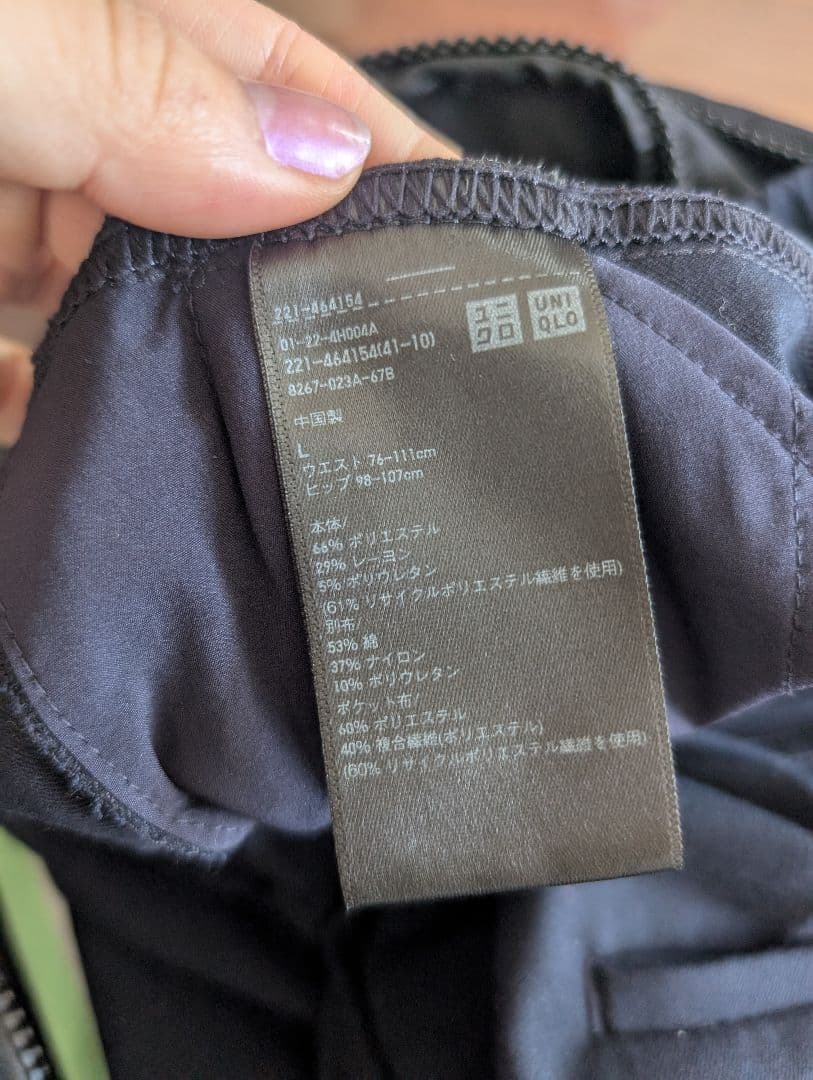 221-464154
01-22-4H004A
221-464154(41-10)
8267-023A-67B
ユニ
クロ
UNI
QLO
中国製
L
ウエスト 76-111cm
ヒップ 98-107cm
本体/
66% ポリエステル
29% レーヨン
5% ポリウレタン
(61% リサイクルポリエステル繊維を使用)
別布
53% 綿
37% ナイロン
10% ポリウレタン
ポケット布/
60% ポリエステル
40% 複合繊維(ポリエステル)
(60% リサイクルポリエステル繊維を使用)